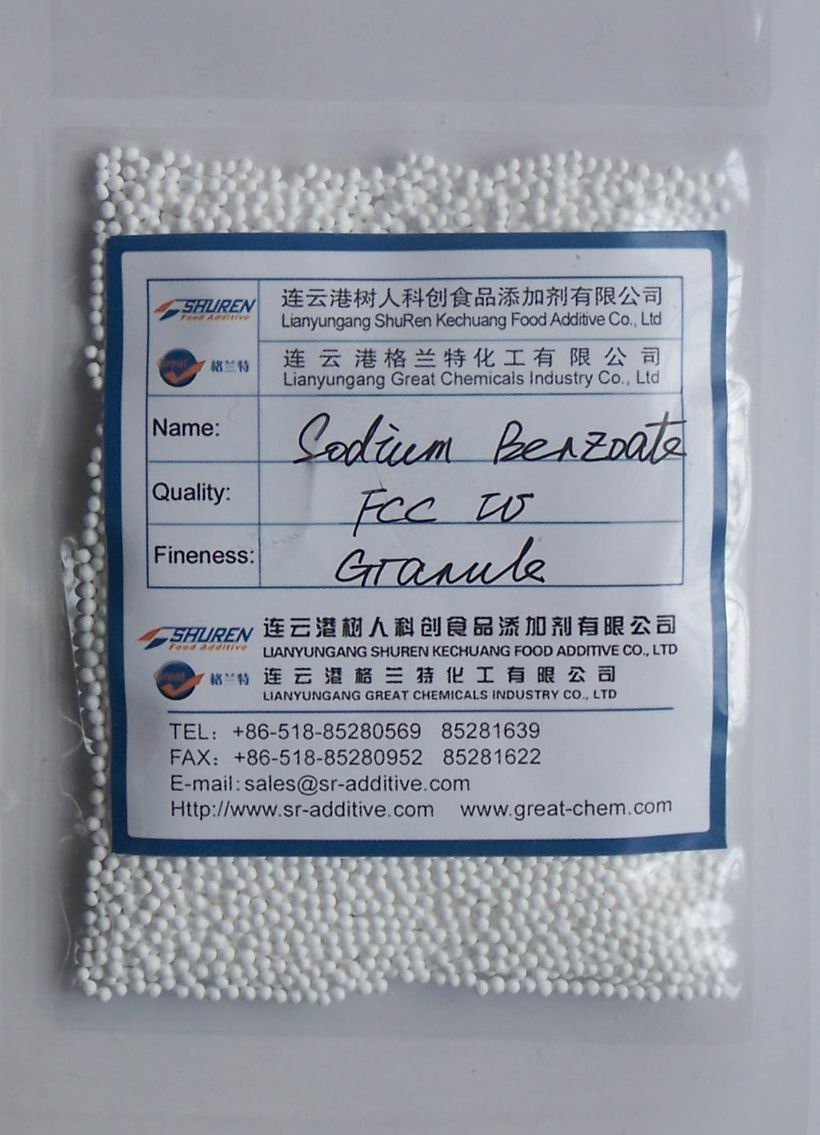 SHUREN 连云港树人科创食品添加剂有限公司
Food Additive Lianyungang ShuRen Kechuang Food Additive Co., Ltd
Great 格兰特 连云港格兰特化工有限公司
Lianyungang Great Chemicals Industry Co., Ltd
Name: Sodium Benzoate
Quality: FCC IV
Fineness: Granule
SHUREN 连云港树人科创食品添加剂有限公司
Food Additive LIANYUNGANG SHUREN KECHUANG FOOD ADDITIVE CO., LTD
Great 格兰特 连云港格兰特化工有限公司
LIANYUNGANG GREAT CHEMICALS INDUSTRY CO., LTD
TEL: +86-518-85280569 85281639
FAX: +86-518-85280952 85281622
E-mail:sales@sr-additive.com
Http://www.sr-additive.com www.great-chem.com